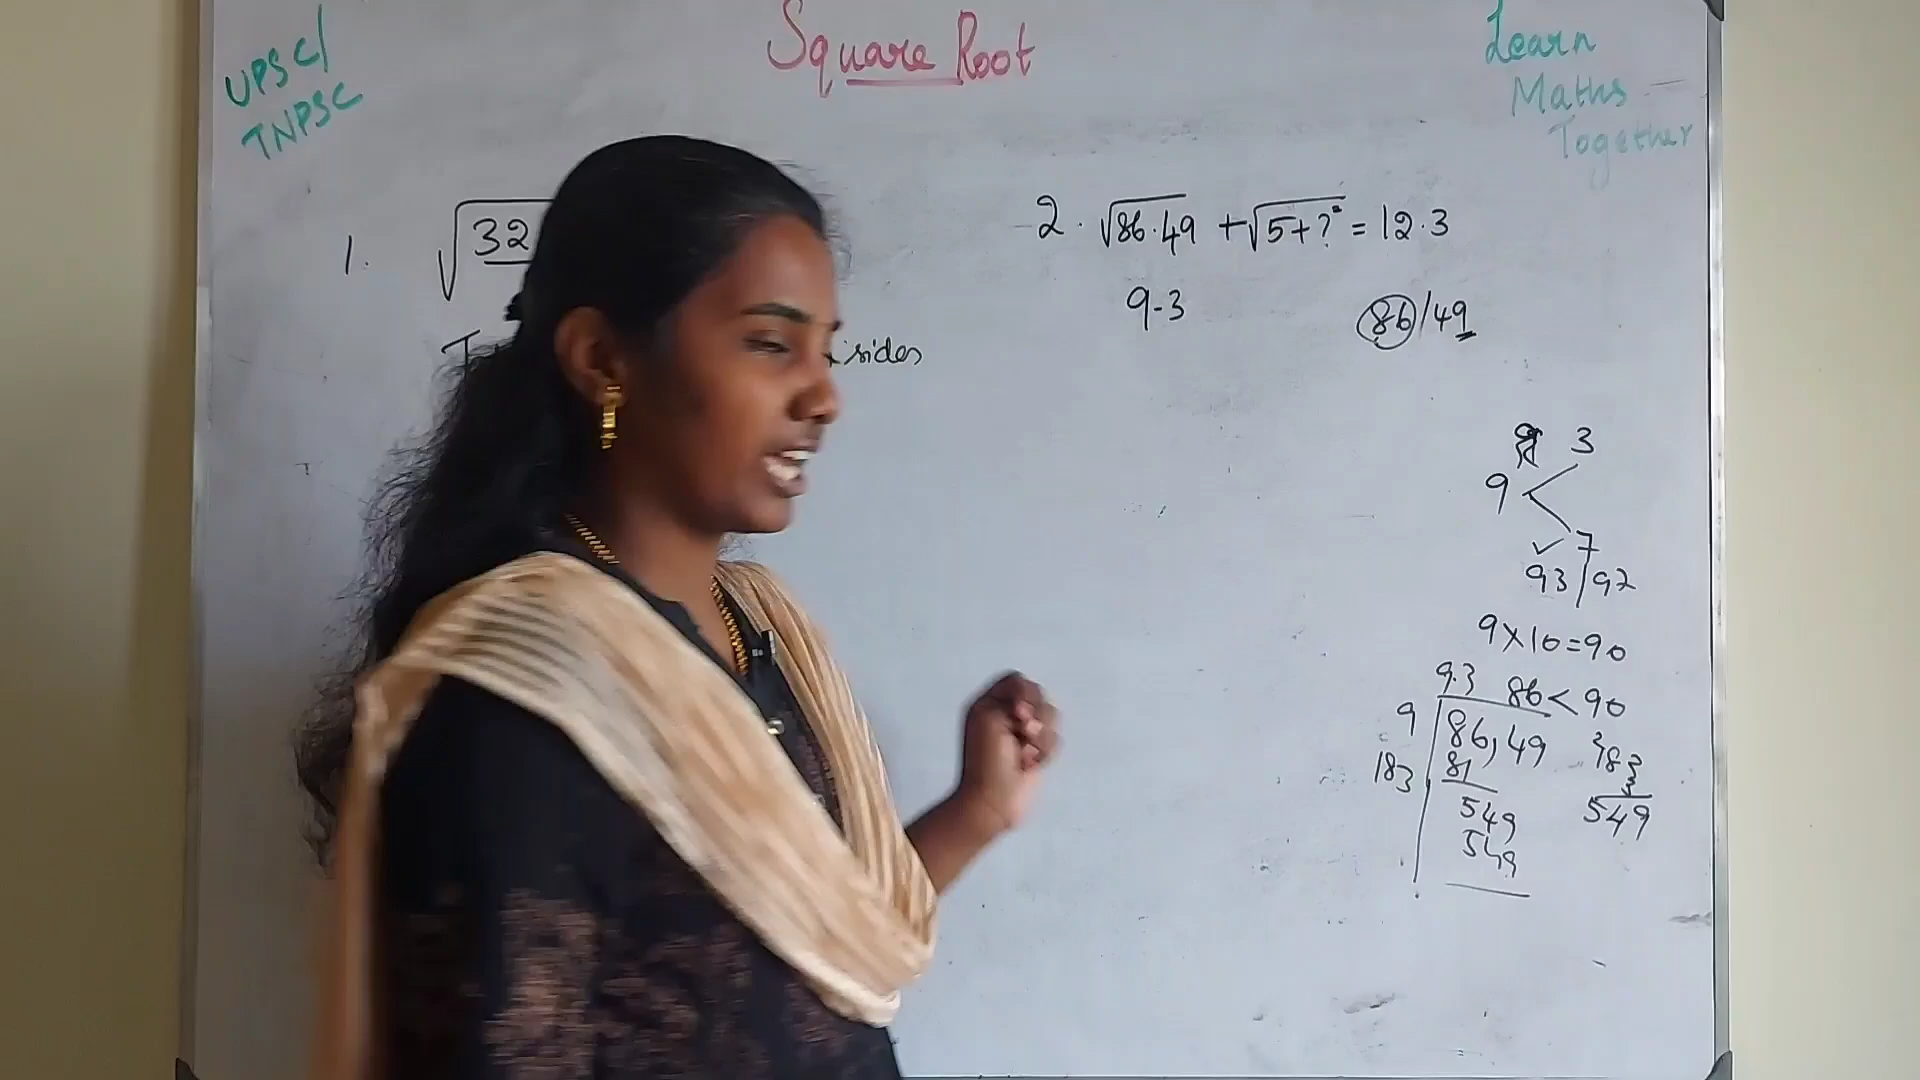 UPSC/
TNPSC
Square Root
Learn
Maths
Together
1. √32
sides
2. √86.49 + √5+?² = 12.3
9.3
86/49
3
9
✓ 7
93/97
9×10=90
86<90
9.3
9 86,49
81
183 549
549
183
3
549